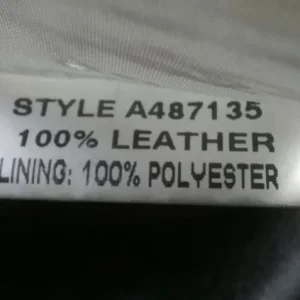 STYLE A487135
100% LEATHER
LINING: 100% POLYESTER